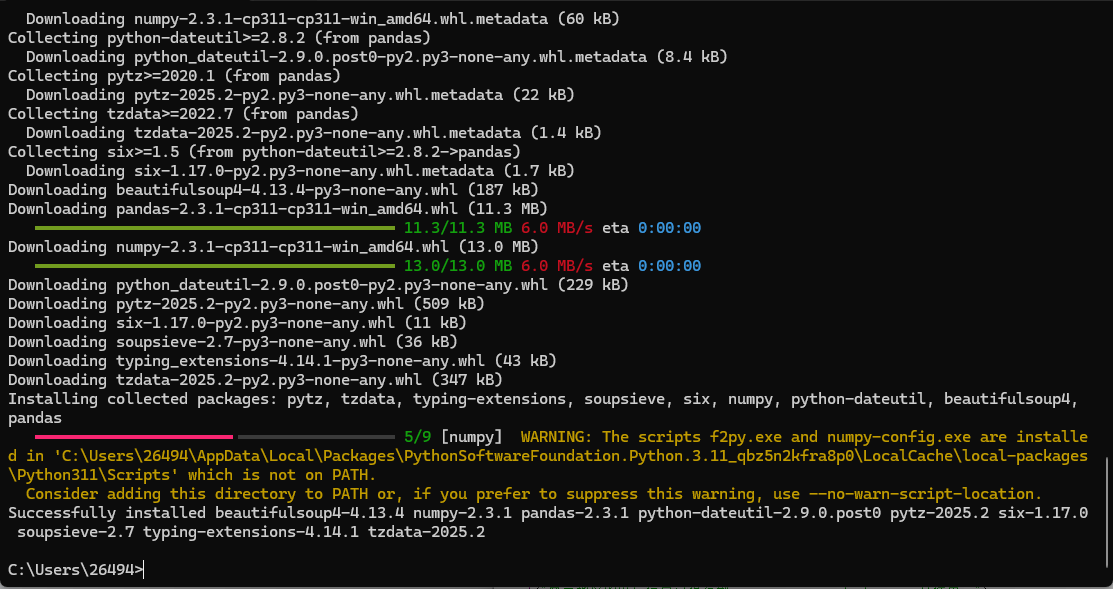 Downloading numpy-2.3.1-cp311-cp311-win_amd64.whl.metadata (60 kB)
Collecting python-dateutil>=2.8.2 (from pandas)
Downloading python_dateutil-2.9.0.post0-py2.py3-none-any.whl.metadata (8.4 kB)
Collecting pytz>=2020.1 (from pandas)
Downloading pytz-2025.2-py2.py3-none-any.whl.metadata (22 kB)
Collecting tzdata>=2022.7 (from pandas)
Downloading tzdata-2025.2-py2.py3-none-any.whl.metadata (1.4 kB)
Collecting six>=1.5 (from python-dateutil>=2.8.2->pandas)
Downloading six-1.17.0-py2.py3-none-any.whl.metadata (1.7 kB)
Downloading beautifulsoup4-4.13.4-py3-none-any.whl (187 kB)
Downloading pandas-2.3.1-cp311-cp311-win_amd64.whl (11.3 MB)
11.3/11.3 MB 6.0 MB/s eta 0:00:00
Downloading numpy-2.3.1-cp311-cp311-win_amd64.whl (13.0 MB)
13.0/13.0 MB 6.0 MB/s eta 0:00:00
Downloading python_dateutil-2.9.0.post0-py2.py3-none-any.whl (229 kB)
Downloading pytz-2025.2-py2.py3-none-any.whl (509 kB)
Downloading six-1.17.0-py2.py3-none-any.whl (11 kB)
Downloading soupsieve-2.7-py3-none-any.whl (36 kB)
Downloading typing_extensions-4.14.1-py3-none-any.whl (43 kB)
Downloading tzdata-2025.2-py2.py3-none-any.whl (347 kB)
Installing collected packages: pytz, tzdata, typing-extensions, soupsieve, six, numpy, python-dateutil, beautifulsoup4,
pandas
5/9 [numpy]  WARNING: The scripts f2py.exe and numpy-config.exe are installe
d in 'C:\Users\26494\AppData\Local\Packages\PythonSoftwareFoundation.Python.3.11_qbz5n2kfra8p0\LocalCache\local-packages
\Python311\Scripts' which is not on PATH.
Consider adding this directory to PATH or, if you prefer to suppress this warning, use --no-warn-script-location.
Successfully installed beautifulsoup4-4.13.4 numpy-2.3.1 pandas-2.3.1 python-dateutil-2.9.0.post0 pytz-2025.2 six-1.17.0
soupsieve-2.7 typing-extensions-4.14.1 tzdata-2025.2
C:\Users\26494>